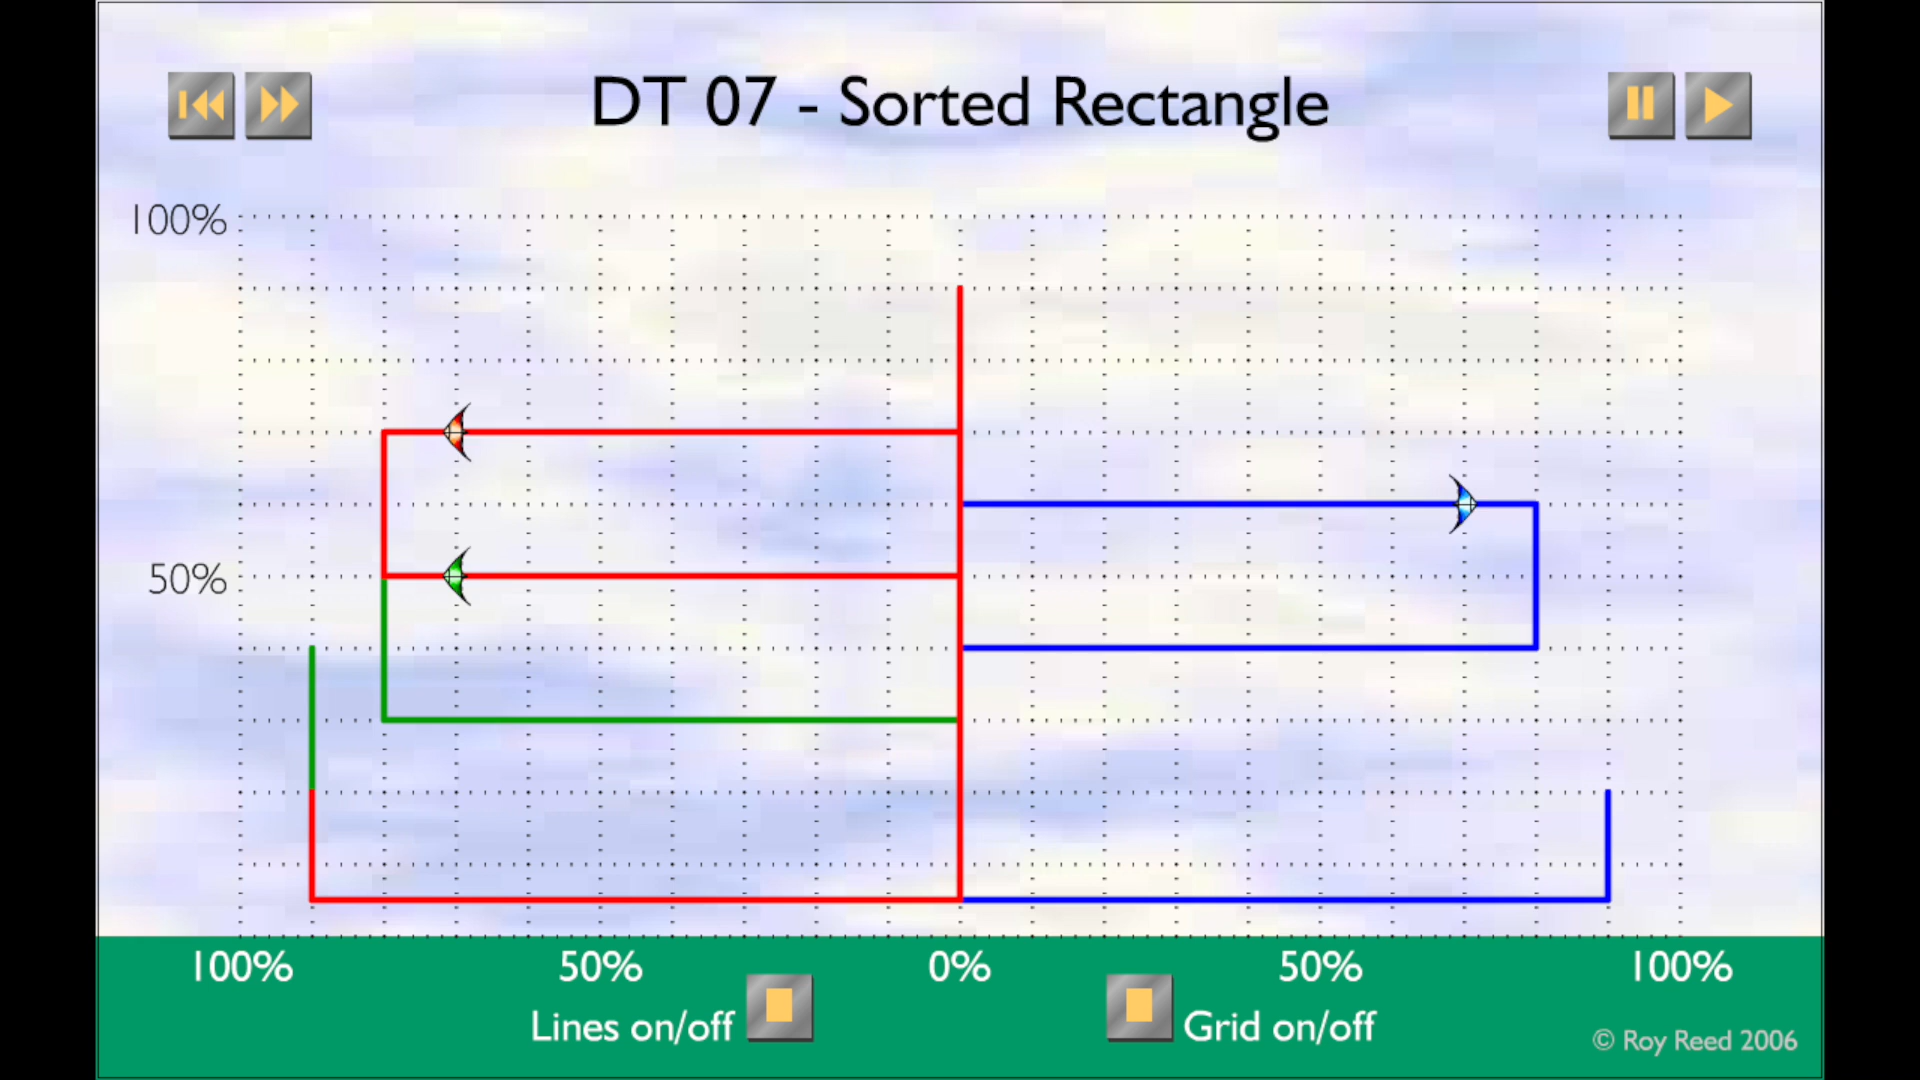 DT 07 - Sorted Rectangle
100%
50%
100% 50% 0% 50% 100%
Lines on/off Grid on/off
© Roy Reed 2006